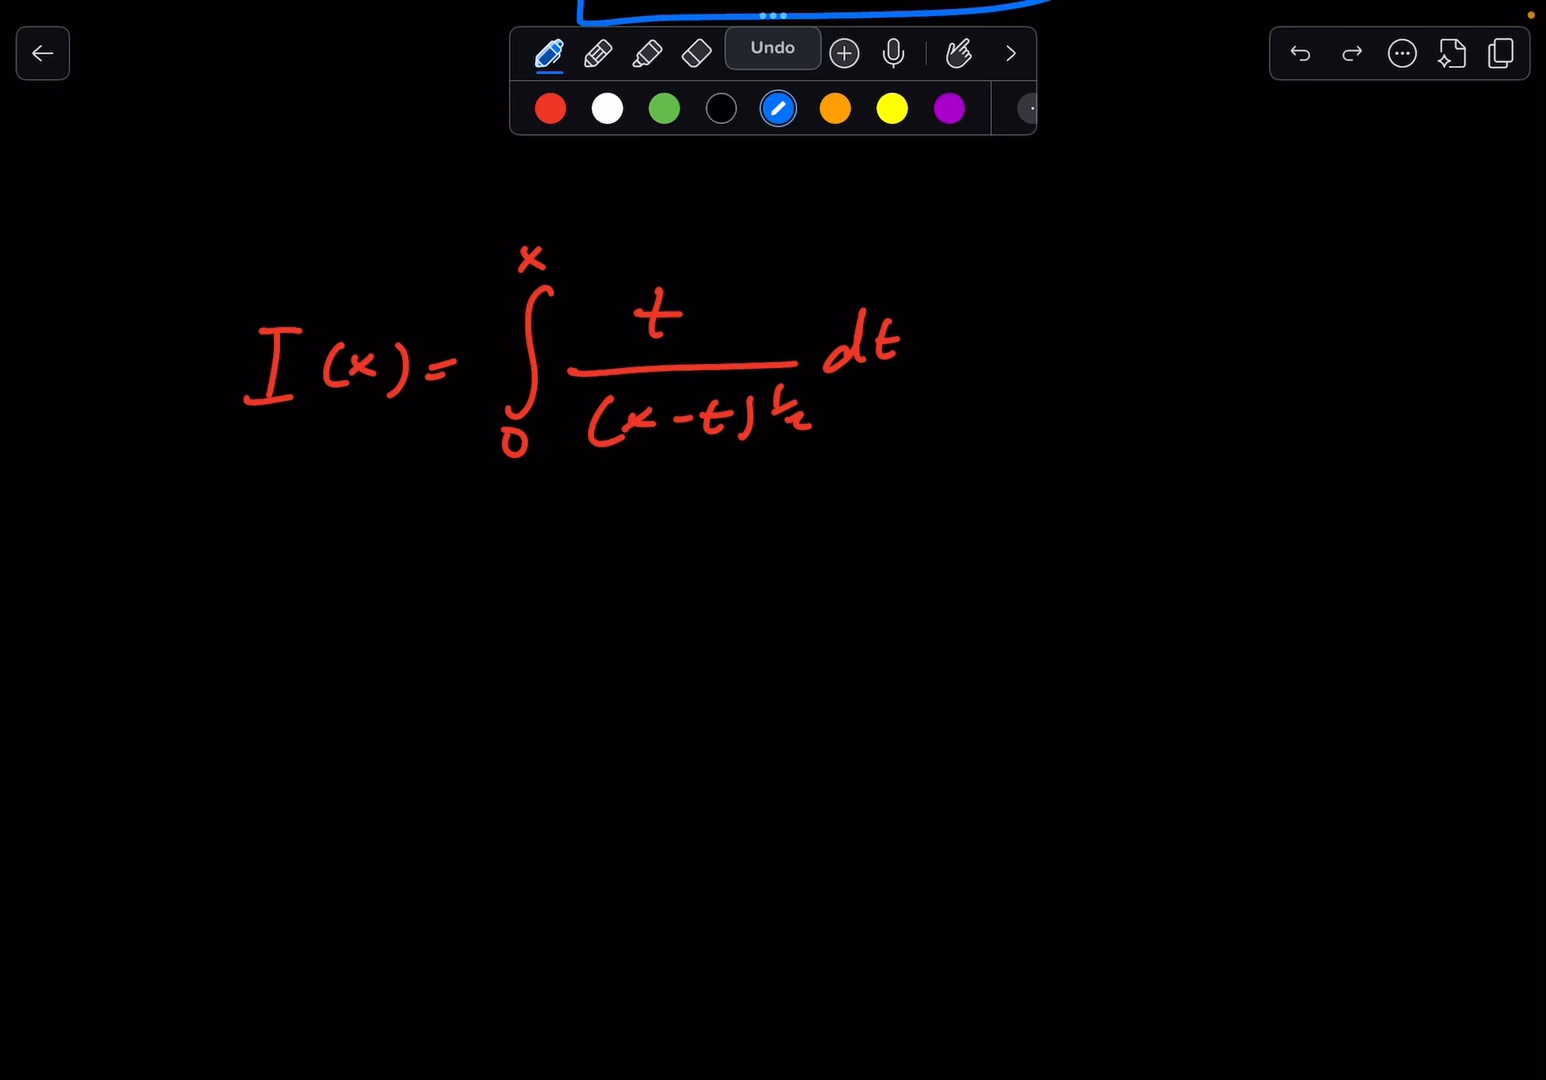 Undo
I(x) = ∫₀ˣ t/(x-t)^½ dt